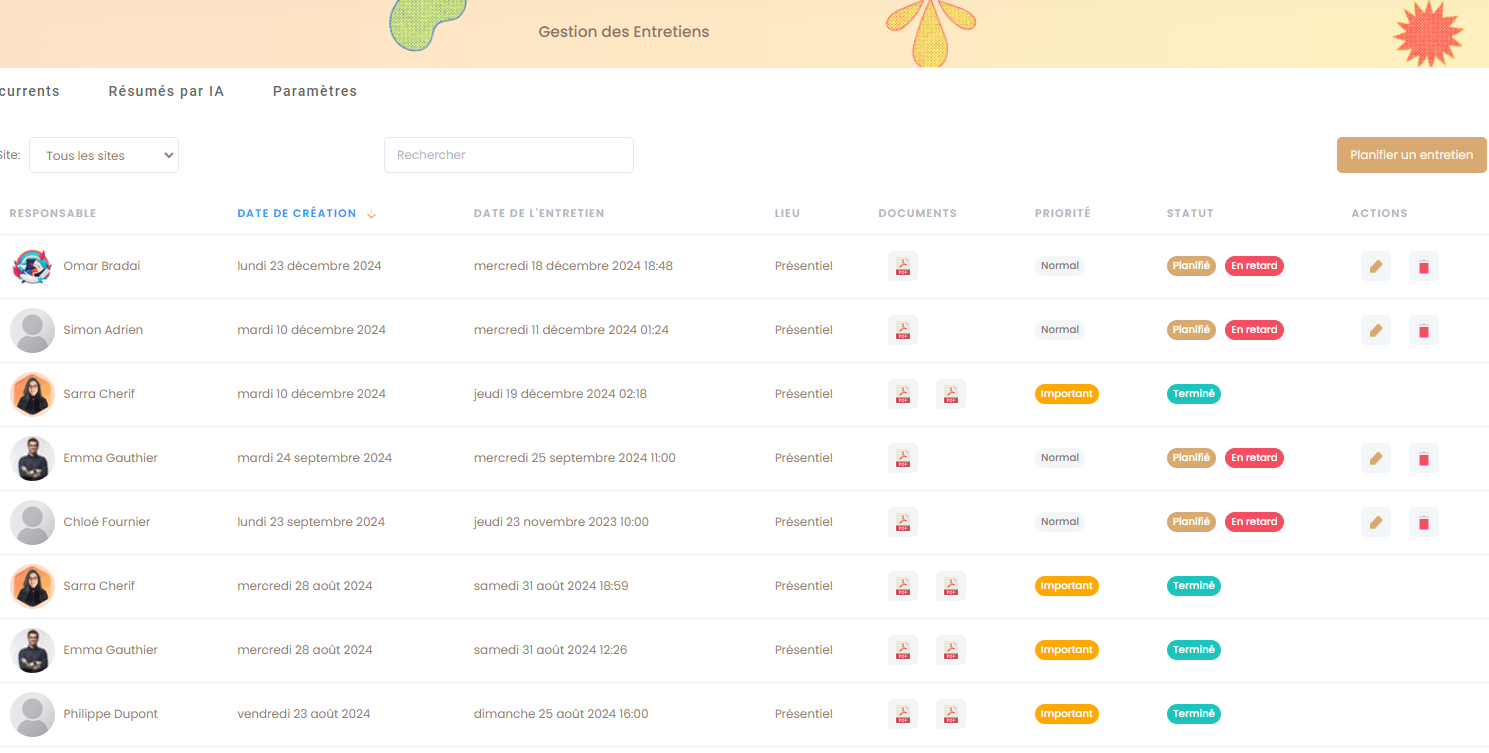 Gestion des Entretiens
currents Résumés par IA Paramètres
Site: Tous les sites Rechercher Planifier un entretien
RESPONSABLE DATE DE CRÉATION DATE DE L'ENTRETIEN LIEU DOCUMENTS PRIORITÉ STATUT ACTIONS
Omar Bradai lundi 23 décembre 2024 mercredi 18 décembre 2024 18:48 Présentiel PDF Normal Planifié En retard
Simon Adrien mardi 10 décembre 2024 mercredi 11 décembre 2024 01:24 Présentiel PDF Normal Planifié En retard
Sarra Cherif mardi 10 décembre 2024 jeudi 19 décembre 2024 02:18 Présentiel PDF PDF Important Terminé
Emma Gauthier mardi 24 septembre 2024 mercredi 25 septembre 2024 11:00 Présentiel PDF Normal Planifié En retard
Chloé Fournier lundi 23 septembre 2024 jeudi 23 novembre 2023 10:00 Présentiel PDF Normal Planifié En retard
Sarra Cherif mercredi 28 août 2024 samedi 31 août 2024 18:59 Présentiel PDF PDF Important Terminé
Emma Gauthier mercredi 28 août 2024 samedi 31 août 2024 12:26 Présentiel PDF PDF Important Terminé
Philippe Dupont vendredi 23 août 2024 dimanche 25 août 2024 16:00 Présentiel PDF PDF Important Terminé